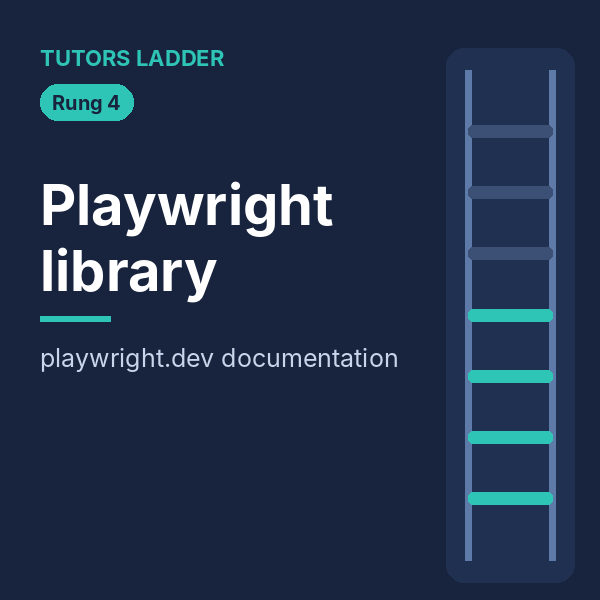 TUTORS LADDER
Rung 4
Playwright
library
playwright.dev documentation